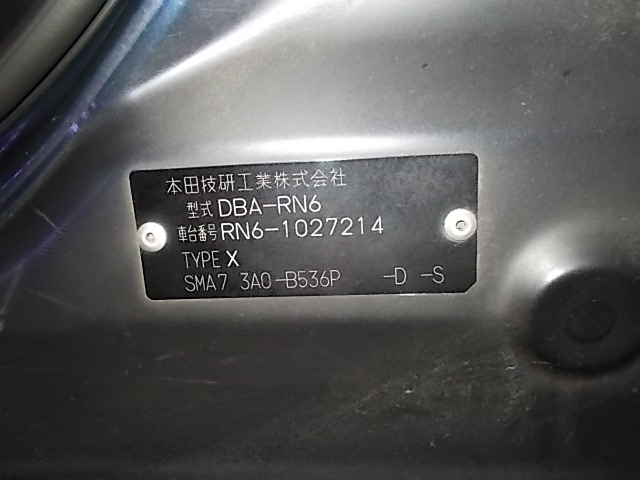 本田技研工業株式会社
型式 DBA-RN6
車台番号 RN6-1027214
TYPE X
SMA7 3A0-B536P -D -S